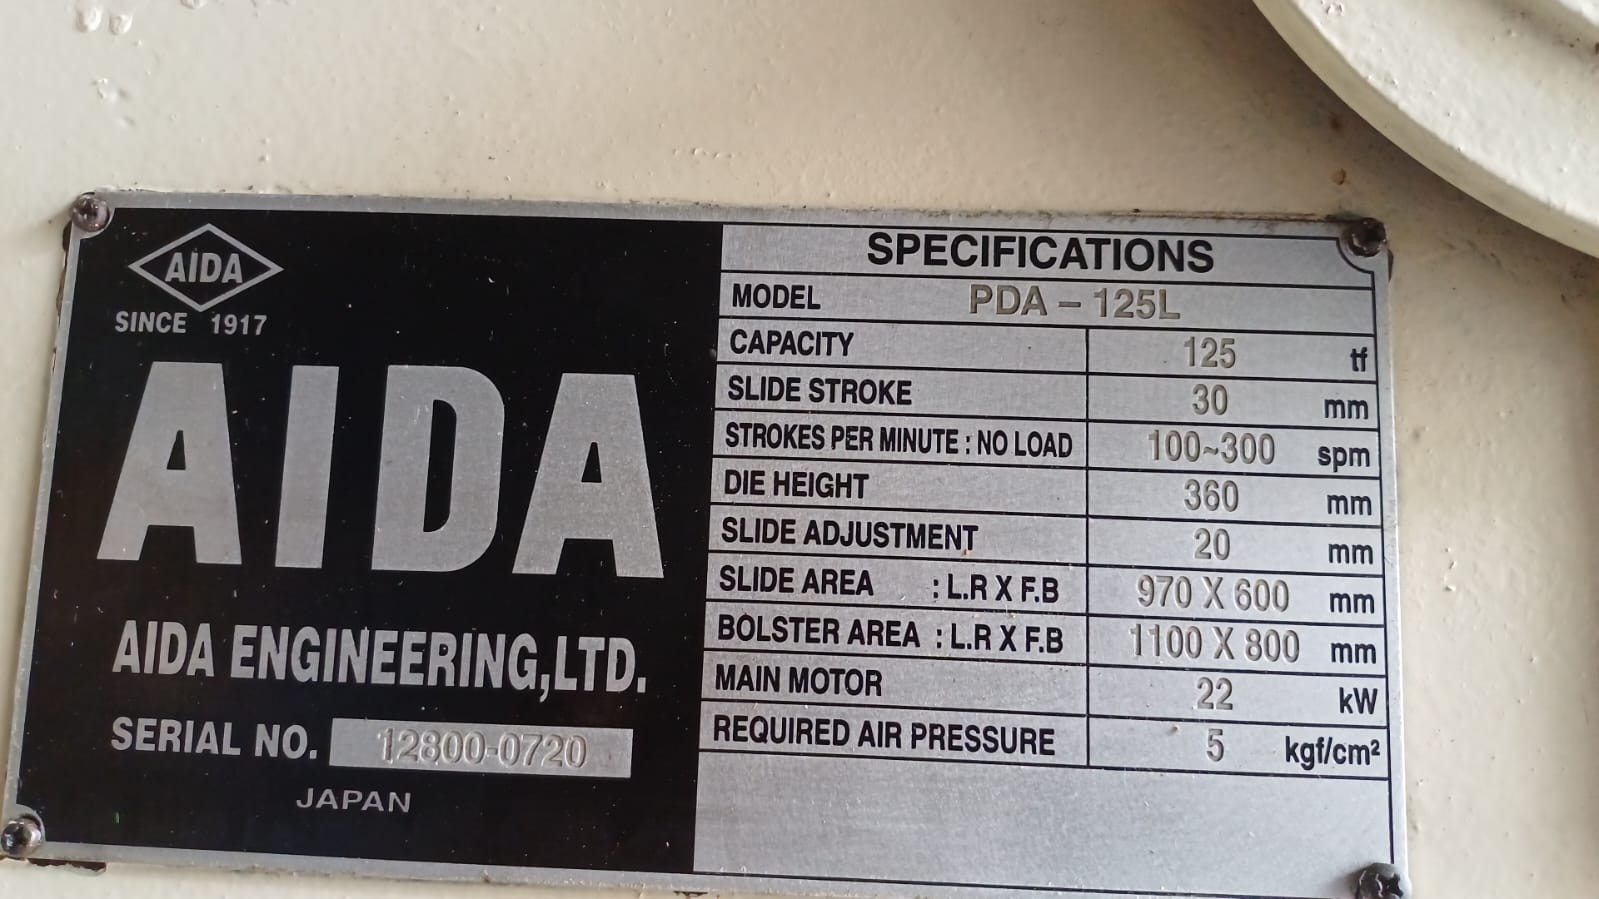 AIDA
SINCE 1917
AIDA
AIDA ENGINEERING,LTD.
SERIAL NO. 12800-0720
JAPAN
SPECIFICATIONS
MODEL PDA - 125L
CAPACITY 125 tf
SLIDE STROKE 30 mm
STROKES PER MINUTE : NO LOAD 100~300 spm
DIE HEIGHT 360 mm
SLIDE ADJUSTMENT 20 mm
SLIDE AREA : L.R X F.B 970 X 600 mm
BOLSTER AREA : L.R X F.B 1100 X 800 mm
MAIN MOTOR 22 kW
REQUIRED AIR PRESSURE 5 kgf/cm²